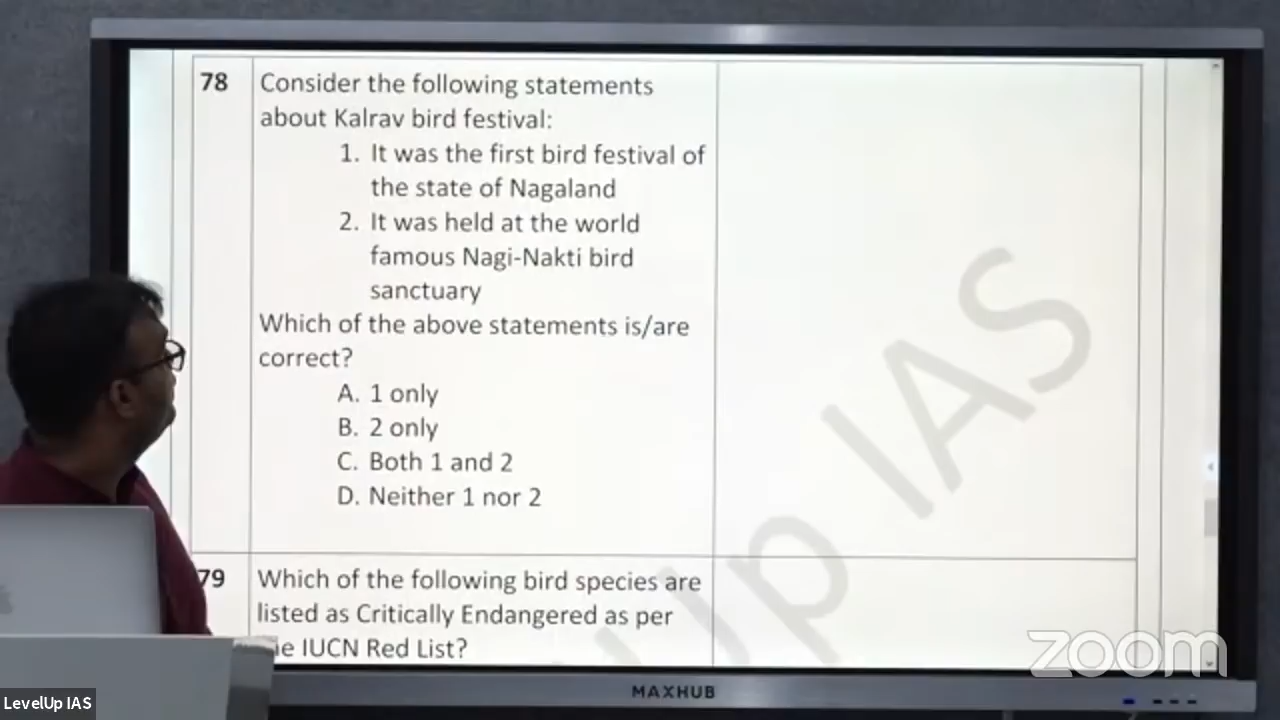 78 Consider the following statements
about Kalrav bird festival:
1. It was the first bird festival of
the state of Nagaland
2. It was held at the world
famous Nagi-Nakti bird
sanctuary
Which of the above statements is/are
correct?
A. 1 only
B. 2 only
C. Both 1 and 2
D. Neither 1 nor 2
79 Which of the following bird species are
listed as Critically Endangered as per
IUCN Red List?
Up IAS
zoom
MAXHUB
LevelUp IAS